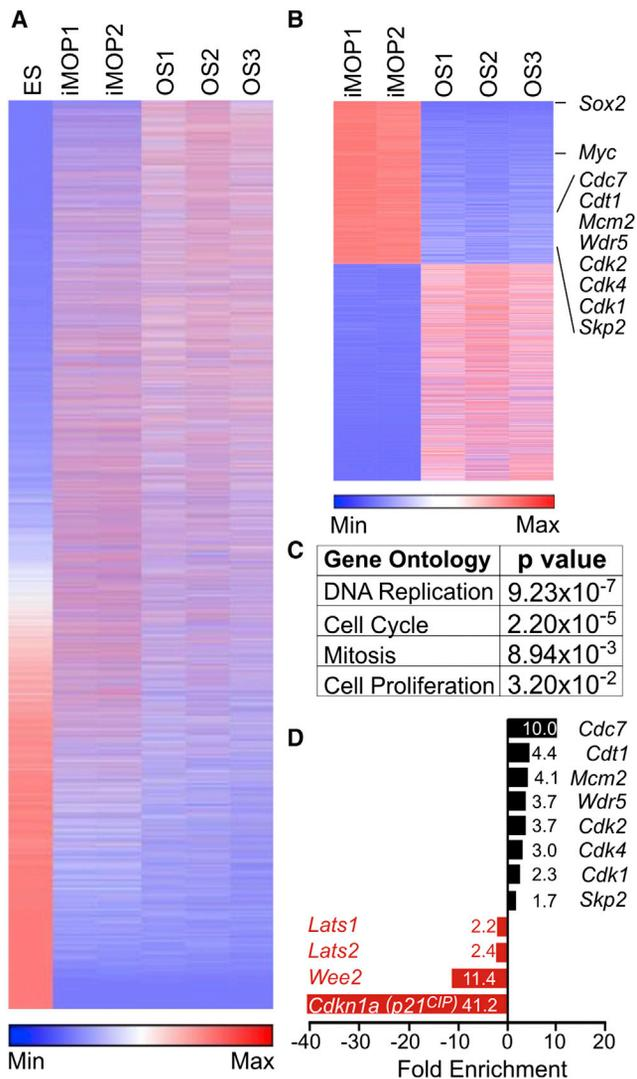 A
ES iMOP1 iMOP2 OS1 OS2 OS3
Min Max
B
iMOP1 iMOP2 OS1 OS2 OS3
Sox2
Myc
Cdc7
Cdt1
Mcm2
Wdr5
Cdk2
Cdk4
Cdk1
Skp2
Min Max
C
Gene Ontology p value
DNA Replication 9.23x10⁻⁷
Cell Cycle 2.20x10⁻⁵
Mitosis 8.94x10⁻³
Cell Proliferation 3.20x10⁻²
D
10.0 Cdc7
4.4 Cdt1
4.1 Mcm2
3.7 Wdr5
3.7 Cdk2
3.0 Cdk4
2.3 Cdk1
1.7 Skp2
Lats1 2.2
Lats2 2.4
Wee2 11.4
Cdkn1a (p21ᶜᴵᴾ) 41.2
-40 -30 -20 -10 0 10 20
Fold Enrichment